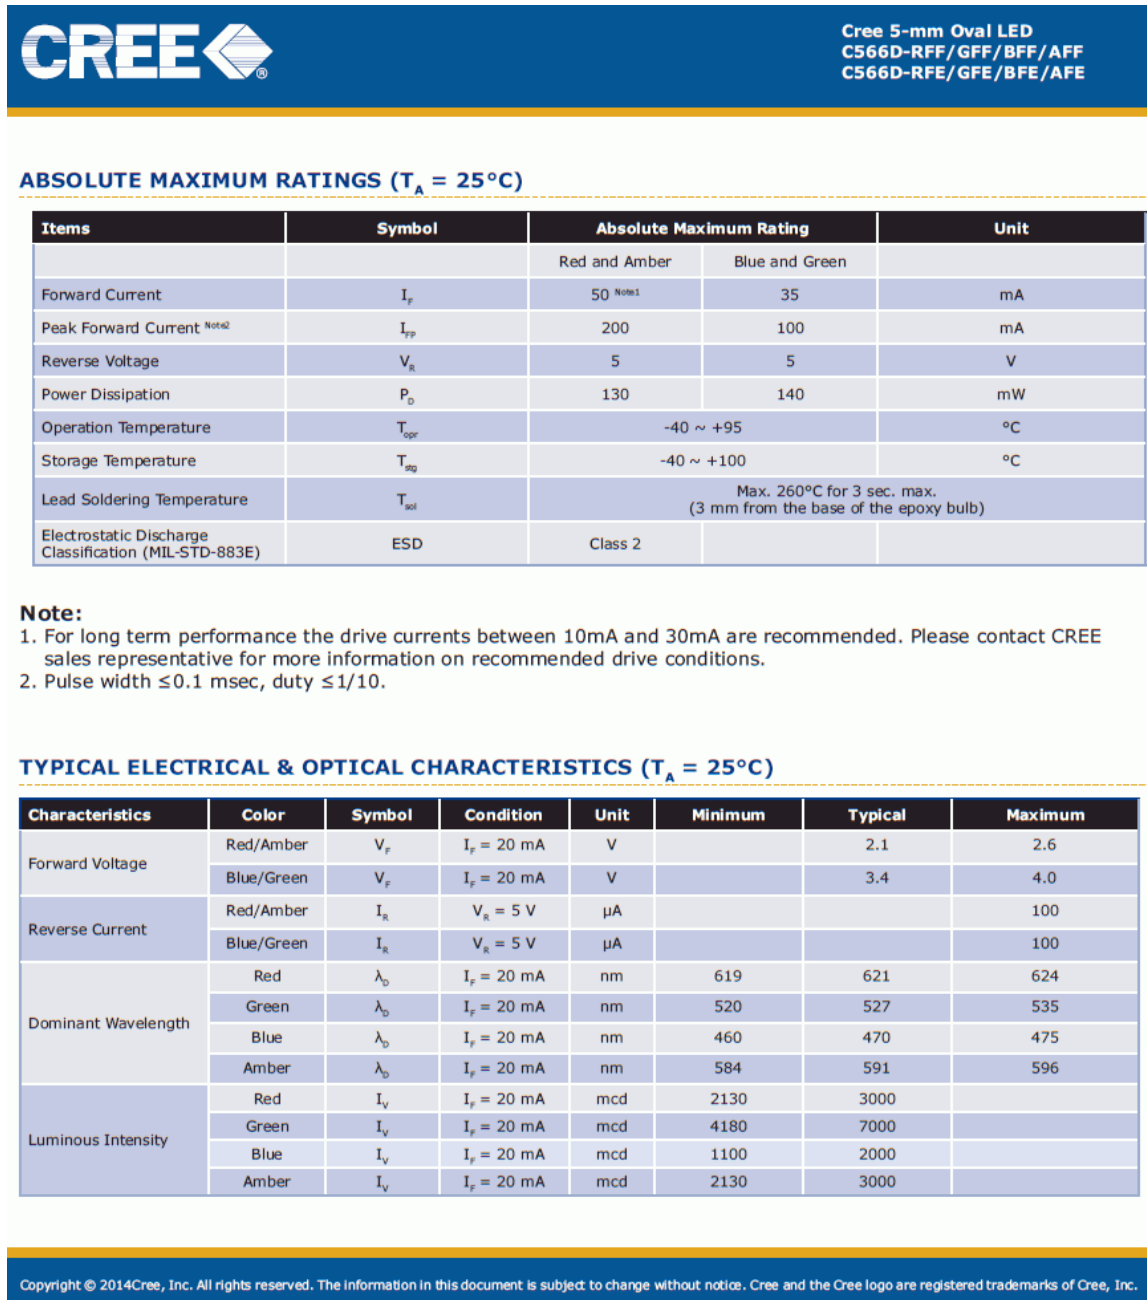 CREE
®
Cree 5-mm Oval LED
C566D-RFF/GFF/BFF/AFF
C566D-RFE/GFE/BFE/AFE
ABSOLUTE MAXIMUM RATINGS (TA = 25°C)
Items Symbol Absolute Maximum Rating Unit
Red and Amber Blue and Green
Forward Current IF 50 Note1 35 mA
Peak Forward Current Note2 IFP 200 100 mA
Reverse Voltage VR 5 5 V
Power Dissipation PD 130 140 mW
Operation Temperature Topr -40 ~ +95 °C
Storage Temperature Tstg -40 ~ +100 °C
Lead Soldering Temperature Tsol Max. 260°C for 3 sec. max.
(3 mm from the base of the epoxy bulb)
Electrostatic Discharge
Classification (MIL-STD-883E) ESD Class 2
Note:
1. For long term performance the drive currents between 10mA and 30mA are recommended. Please contact CREE
sales representative for more information on recommended drive conditions.
2. Pulse width ≤0.1 msec, duty ≤1/10.
TYPICAL ELECTRICAL & OPTICAL CHARACTERISTICS (TA = 25°C)
Characteristics Color Symbol Condition Unit Minimum Typical Maximum
Forward Voltage Red/Amber VF IF = 20 mA V 2.1 2.6
Blue/Green VF IF = 20 mA V 3.4 4.0
Reverse Current Red/Amber IR VR = 5 V µA 100
Blue/Green IR VR = 5 V µA 100
Dominant Wavelength Red λD IF = 20 mA nm 619 621 624
Green λD IF = 20 mA nm 520 527 535
Blue λD IF = 20 mA nm 460 470 475
Amber λD IF = 20 mA nm 584 591 596
Luminous Intensity Red IV IF = 20 mA mcd 2130 3000
Green IV IF = 20 mA mcd 4180 7000
Blue IV IF = 20 mA mcd 1100 2000
Amber IV IF = 20 mA mcd 2130 3000
Copyright © 2014Cree, Inc. All rights reserved. The information in this document is subject to change without notice. Cree and the Cree logo are registered trademarks of Cree, Inc.